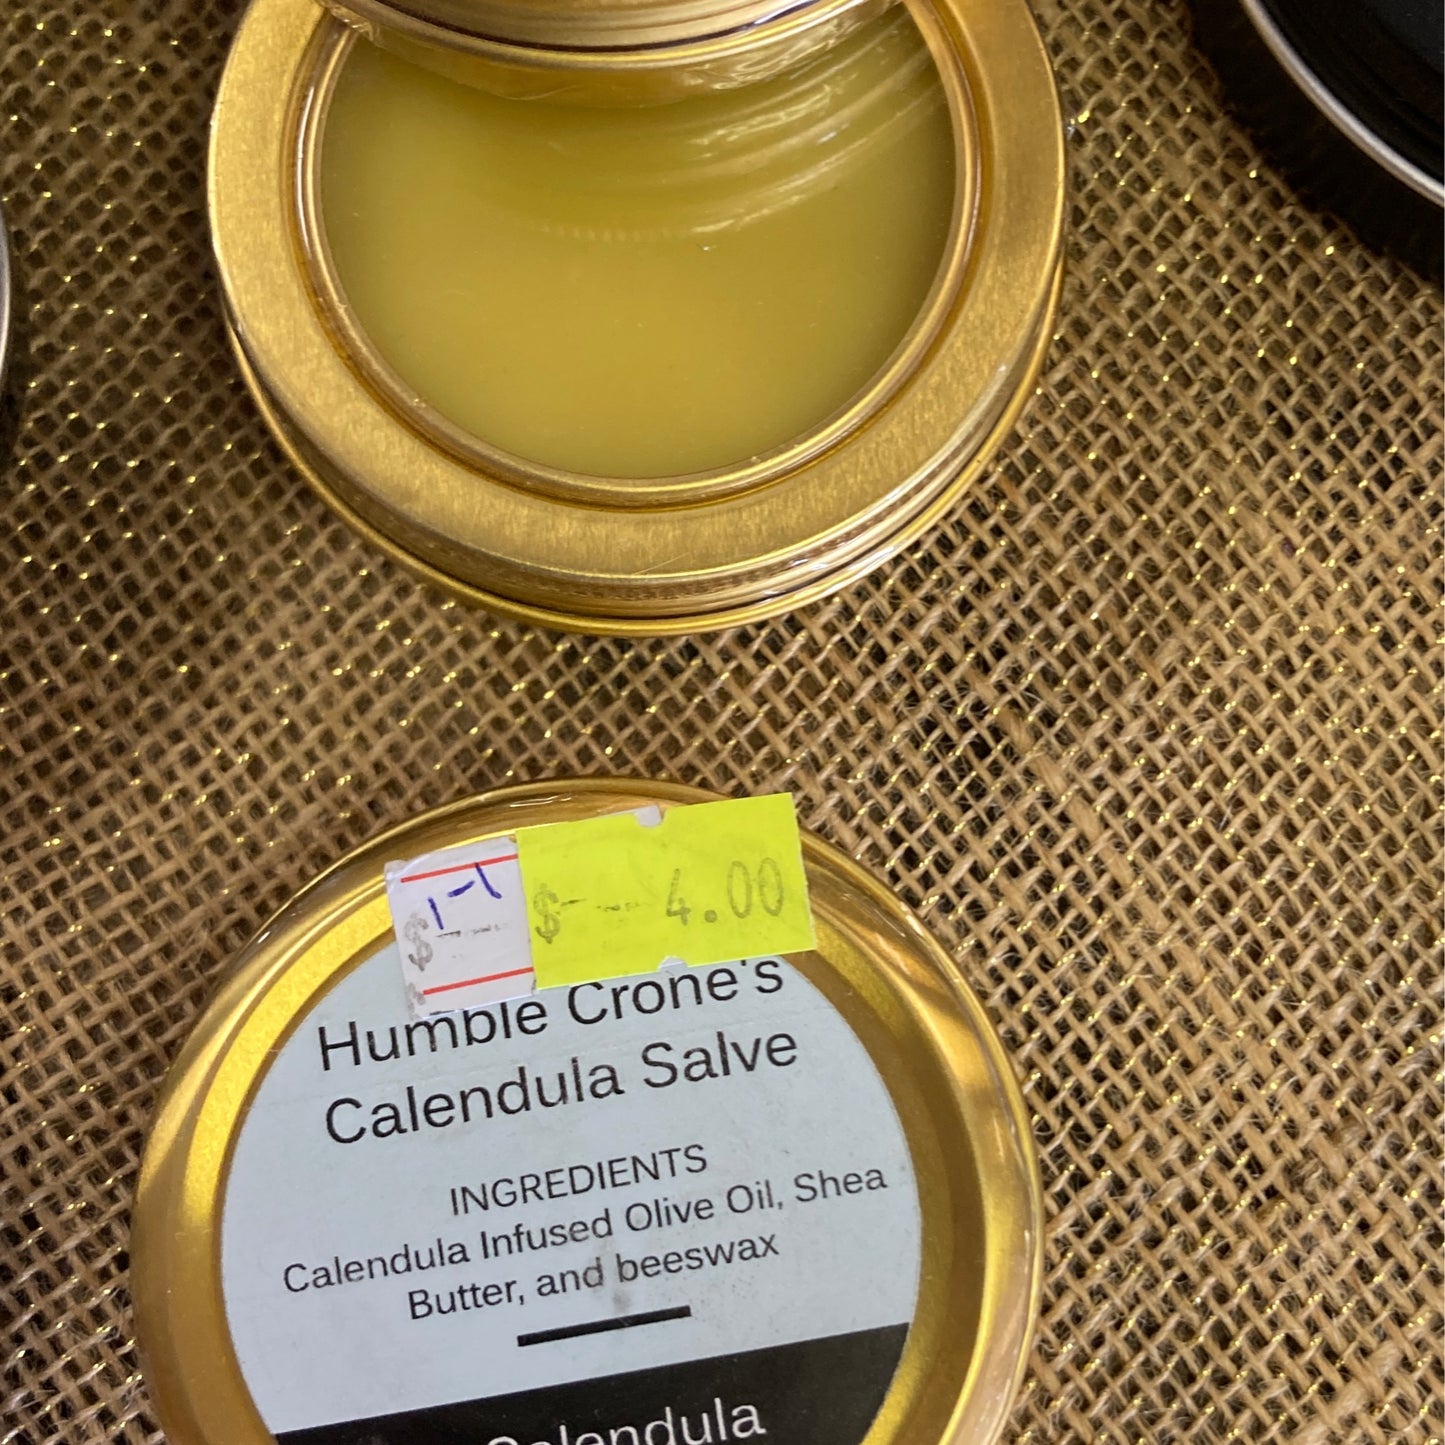 $ 4.00
$
Humble Crone's
Calendula Salve
INGREDIENTS
Calendula Infused Olive Oil, Shea
Butter, and beeswax
Calendula